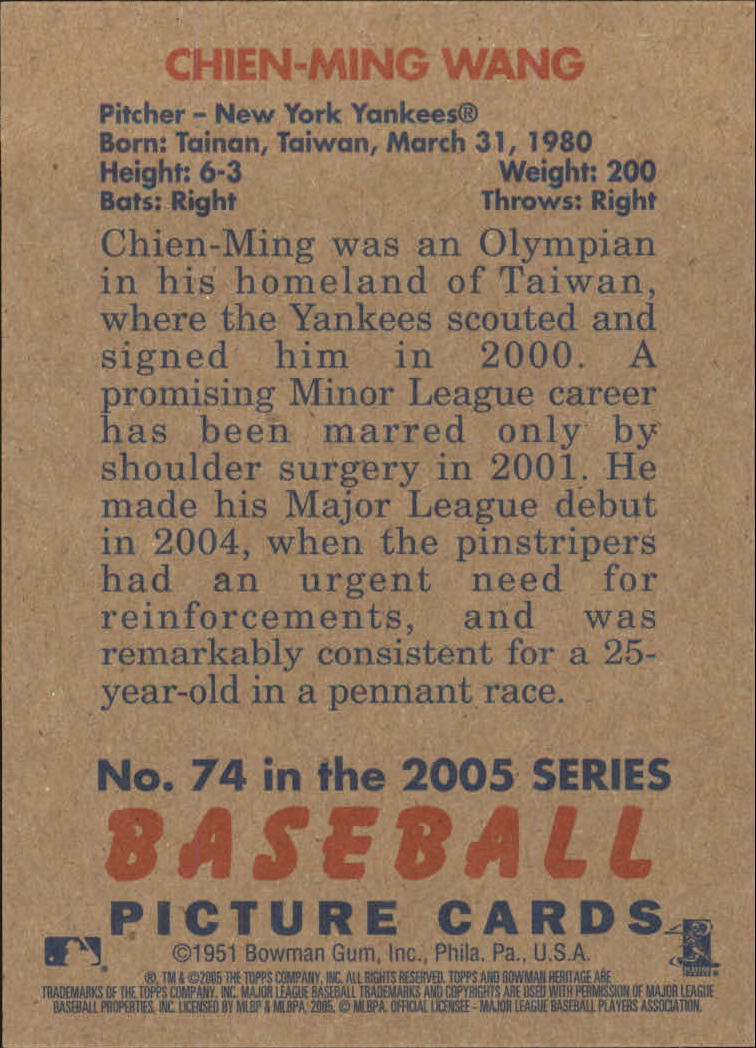 CHIEN-MING WANG
Pitcher – New York Yankees®
Born: Tainan, Taiwan, March 31, 1980
Height: 6-3 Weight: 200
Bats: Right Throws: Right
Chien-Ming was an Olympian
in his homeland of Taiwan,
where the Yankees scouted and
signed him in 2000. A
promising Minor League career
has been marred only by
shoulder surgery in 2001. He
made his Major League debut
in 2004, when the pinstripers
had an urgent need for
reinforcements, and was
remarkably consistent for a 25-
year-old in a pennant race.
No. 74 in the 2005 SERIES
BASEBALL
PICTURE CARDS
©1951 Bowman Gum, Inc., Phila. Pa., U.S.A.
®, TM & ©2005 THE TOPPS COMPANY, INC. ALL RIGHTS RESERVED. TOPPS AND BOWMAN HERITAGE ARE
TRADEMARKS OF THE TOPPS COMPANY, INC. MAJOR LEAGUE BASEBALL TRADEMARKS AND COPYRIGHTS ARE USED WITH PERMISSION OF MAJOR LEAGUE
BASEBALL PROPERTIES, INC. LICENSED BY MLBP & MLBPA, 2005. © MLBPA. OFFICIAL LICENSEE – MAJOR LEAGUE BASEBALL PLAYERS ASSOCIATION.